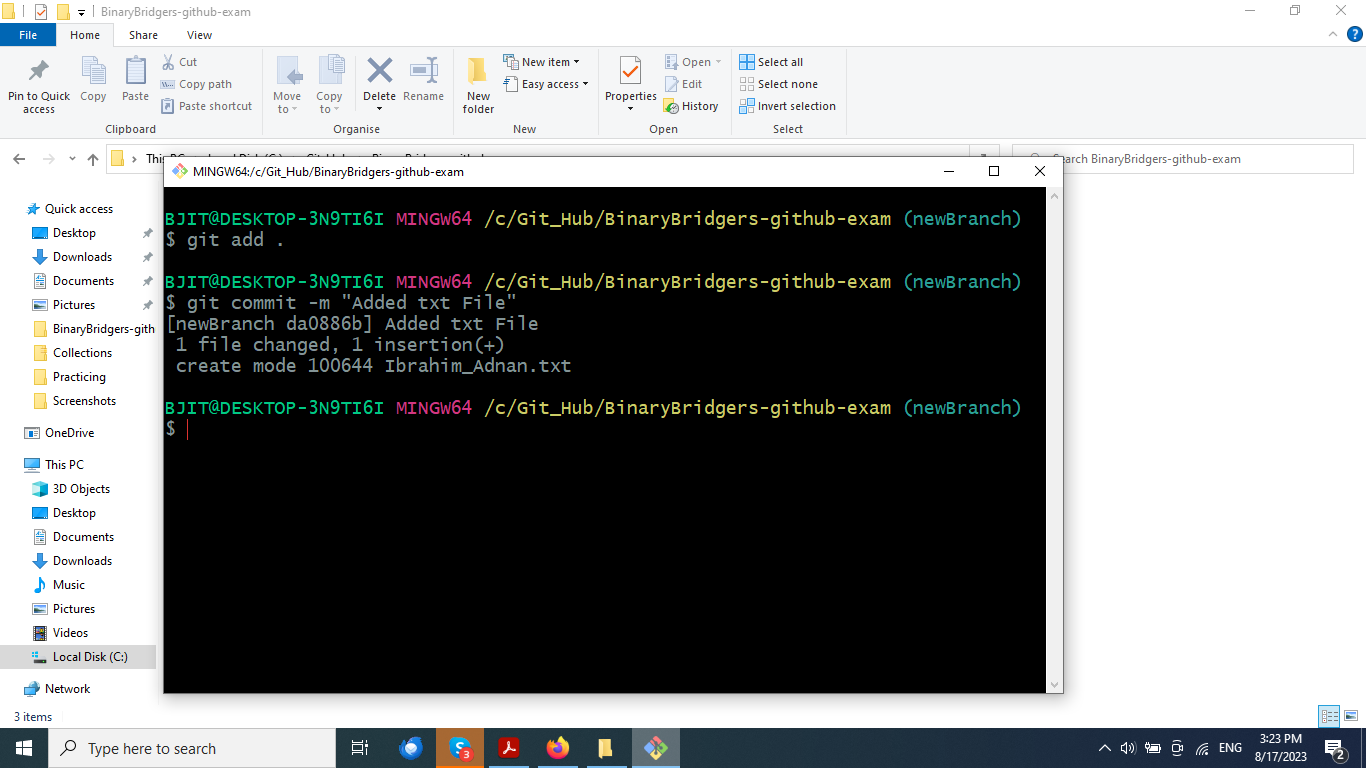 BinaryBridgers-github-exam
File Home Share View
Pin to Quick access
Copy
Paste
Cut
Copy path
Paste shortcut
Clipboard
Move to
Copy to
Delete
Rename
Organise
New folder
New item
Easy access
New
Properties
Open
Edit
History
Open
Select all
Select none
Invert selection
Select
Search BinaryBridgers-github-exam
Quick access
Desktop
Downloads
Documents
Pictures
BinaryBridgers-gith
Collections
Practicing
Screenshots
OneDrive
This PC
3D Objects
Desktop
Documents
Downloads
Music
Pictures
Videos
Local Disk (C:)
Network
3 items
MINGW64:/c/Git_Hub/BinaryBridgers-github-exam
BJIT@DESKTOP-3N9TI6I MINGW64 /c/Git_Hub/BinaryBridgers-github-exam (newBranch)
$ git add .
BJIT@DESKTOP-3N9TI6I MINGW64 /c/Git_Hub/BinaryBridgers-github-exam (newBranch)
$ git commit -m "Added txt File"
[newBranch da0886b] Added txt File
1 file changed, 1 insertion(+)
create mode 100644 Ibrahim_Adnan.txt
BJIT@DESKTOP-3N9TI6I MINGW64 /c/Git_Hub/BinaryBridgers-github-exam (newBranch)
$
Type here to search
3
ENG
3:23 PM
8/17/2023
2